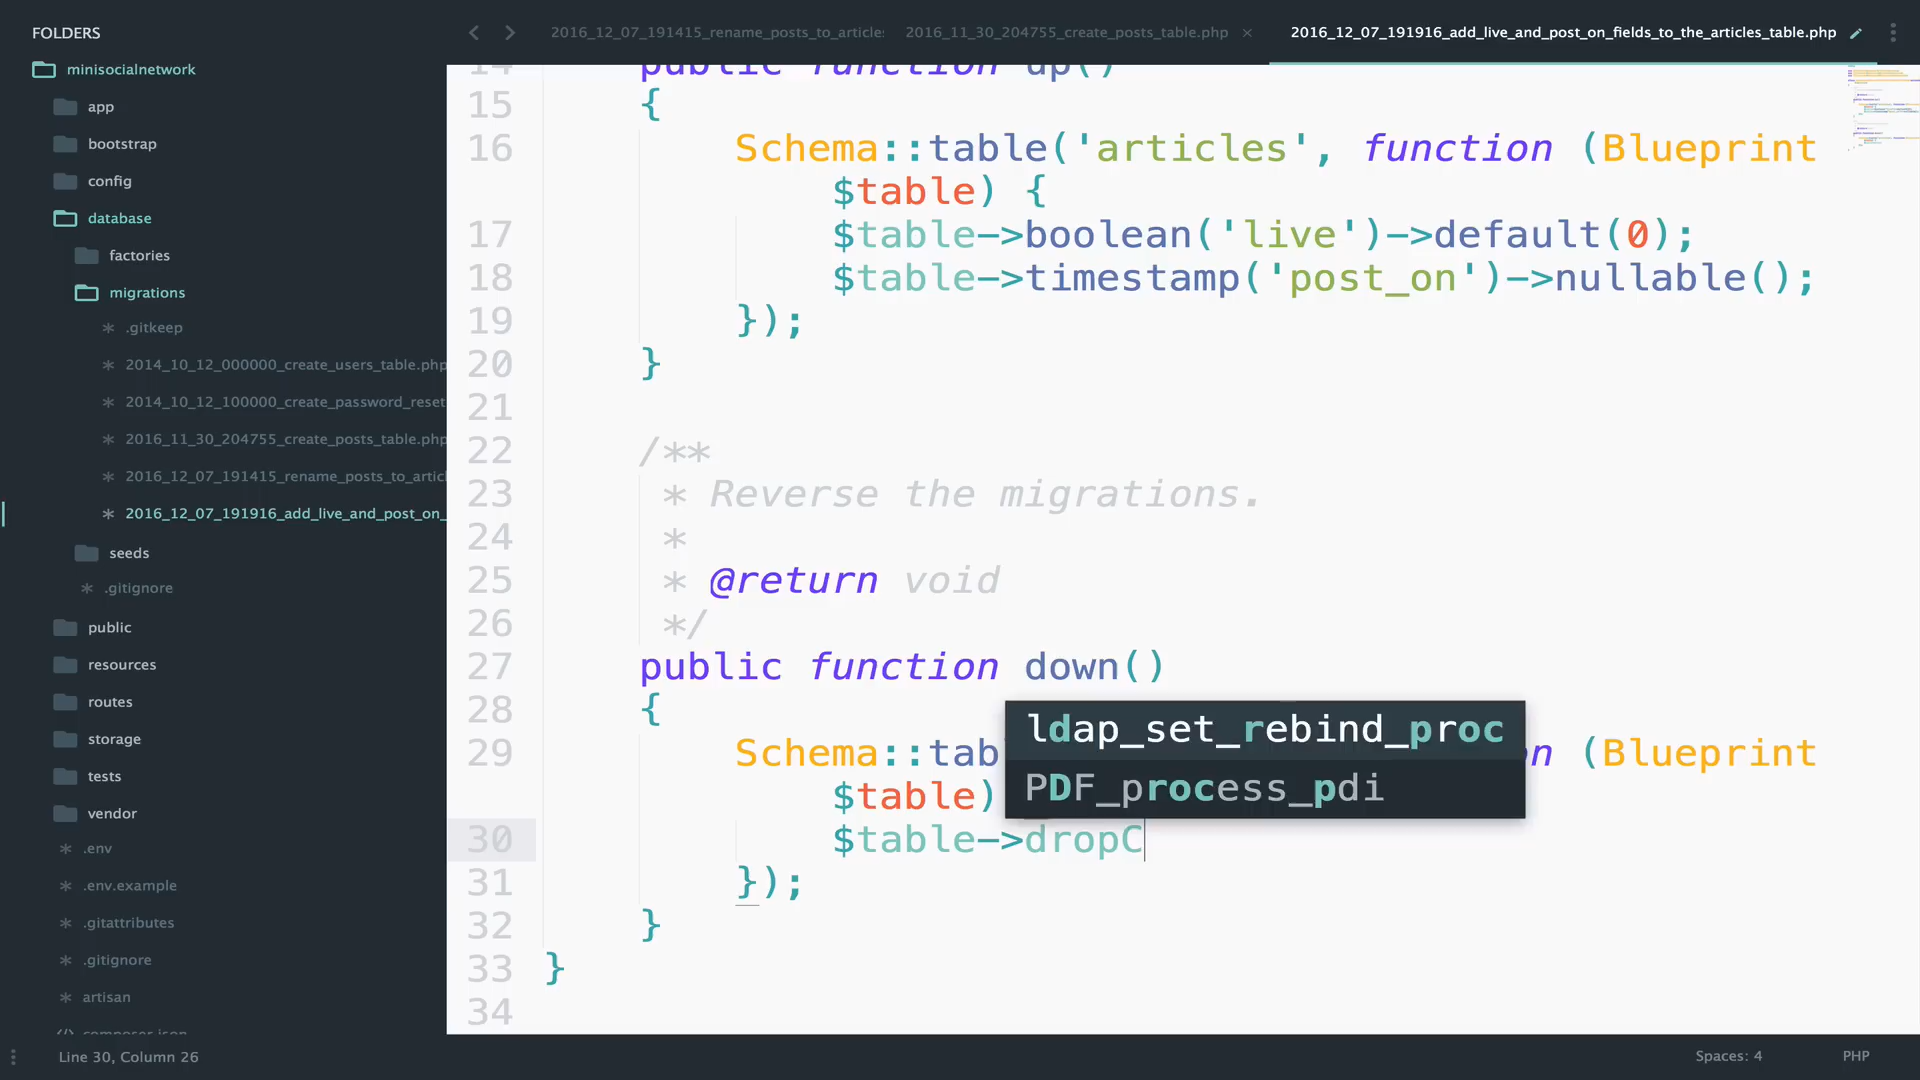 FOLDERS
minisocialnetwork
app
bootstrap
config
database
factories
migrations
.gitkeep
2014_10_12_000000_create_users_table.php
2014_10_12_100000_create_password_reset
2016_11_30_204755_create_posts_table.php
2016_12_07_191415_rename_posts_to_artic
2016_12_07_191916_add_live_and_post_on_
seeds
.gitignore
public
resources
routes
storage
tests
vendor
.env
.env.example
.gitattributes
.gitignore
artisan
composer.json
2016_12_07_191415_rename_posts_to_articles
2016_11_30_204755_create_posts_table.php ×
2016_12_07_191916_add_live_and_post_on_fields_to_the_articles_table.php
14 public function up()
15 {
16 Schema::table('articles', function (Blueprint
$table) {
17 $table->boolean('live')->default(0);
18 $table->timestamp('post_on')->nullable();
19 });
20 }
21
22 /**
23 * Reverse the migrations.
24 *
25 * @return void
26 */
27 public function down()
28 {
ldap_set_rebind_proc
29 Schema::tab n (Blueprint
PDF_process_pdi
$table)
30 $table->dropC
31 });
32 }
33 }
34
Line 30, Column 26
Spaces: 4
PHP